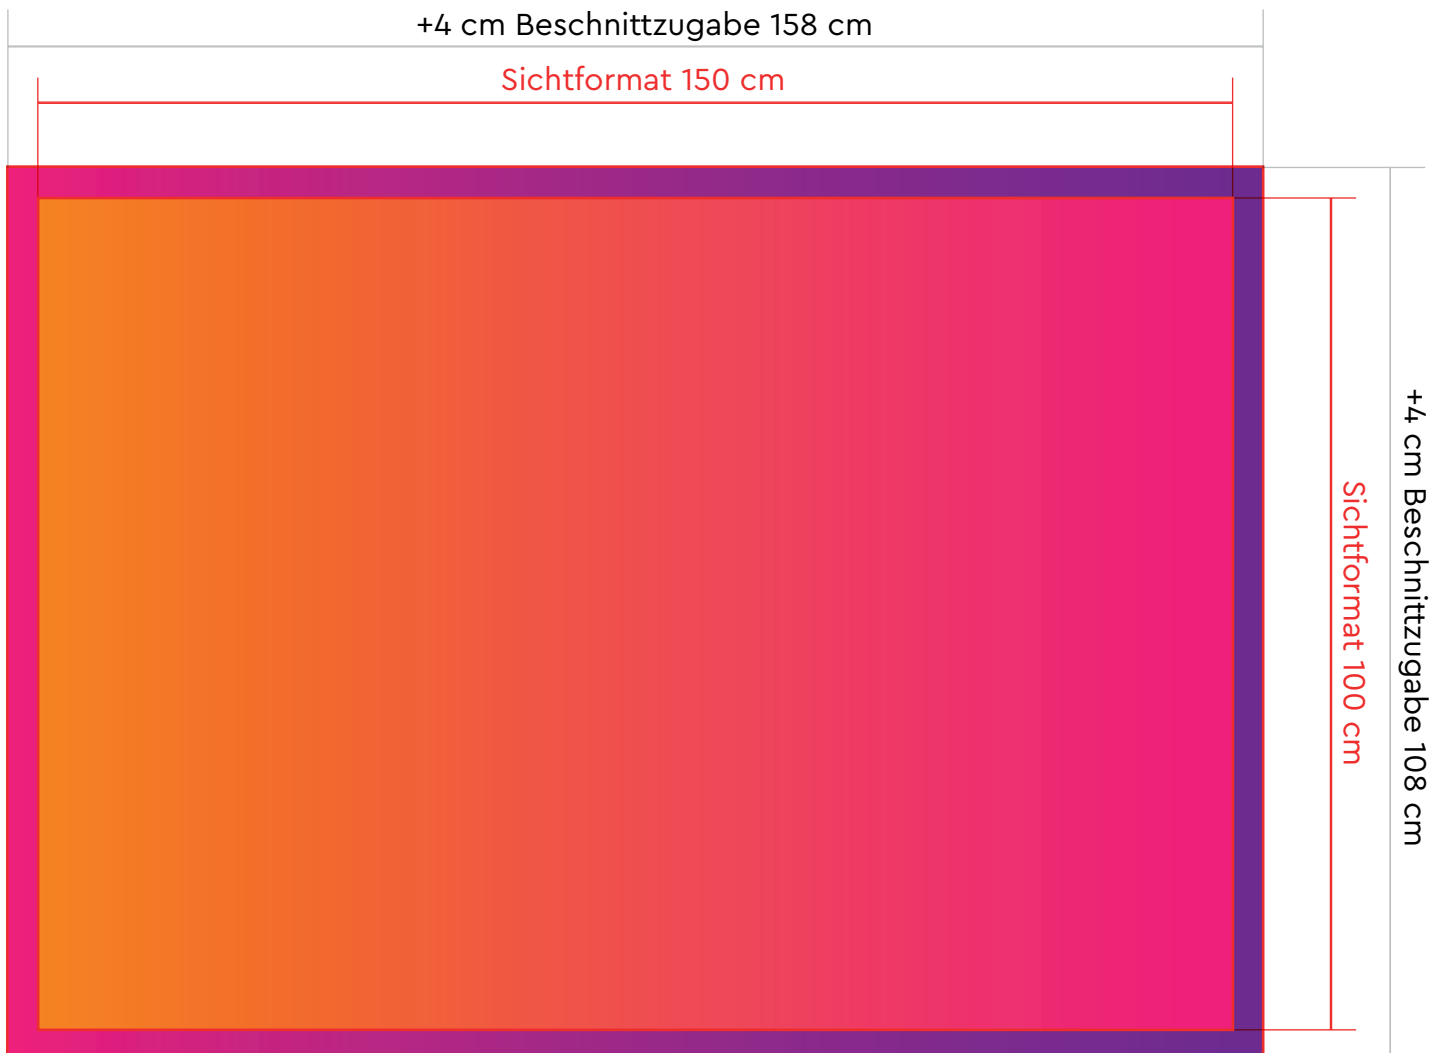 +4 cm Beschnittzugabe 158 cm
Sichtformat 150 cm
Sichtformat 100 cm
+4 cm Beschnittzugabe 108 cm